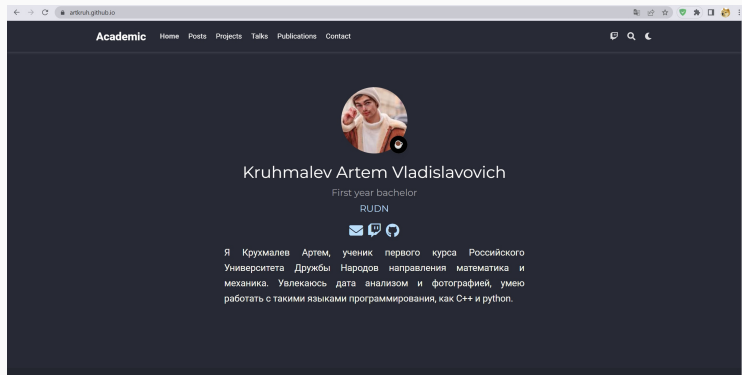 artkruh.github.io
Academic Home Posts Projects Talks Publications Contact
Kruhmalev Artem Vladislavovich
First year bachelor
RUDN
Я Крухмалев Артем, ученик первого курса Российского
Университета Дружбы Народов направления математика и
механика. Увлекаюсь дата анализом и фотографией, умею
работать с такими языками программирования, как C++ и python.